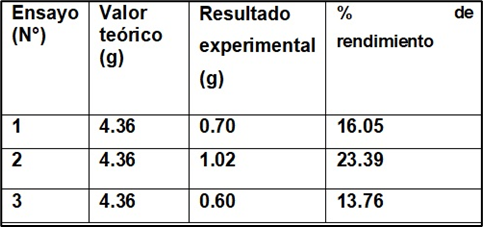 Ensayo (N°) Valor teórico (g) Resultado experimental (g) % de rendimiento
1 4.36 0.70 16.05
2 4.36 1.02 23.39
3 4.36 0.60 13.76